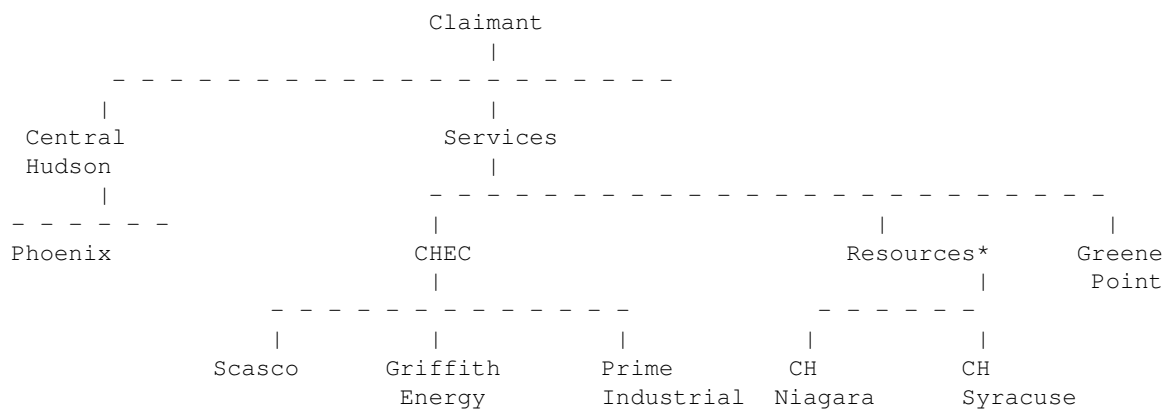 Claimant
Central Services
Hudson
Phoenix CHEC Resources* Greene
Point
Scasco Griffith Prime CH CH
Energy Industrial Niagara Syracuse